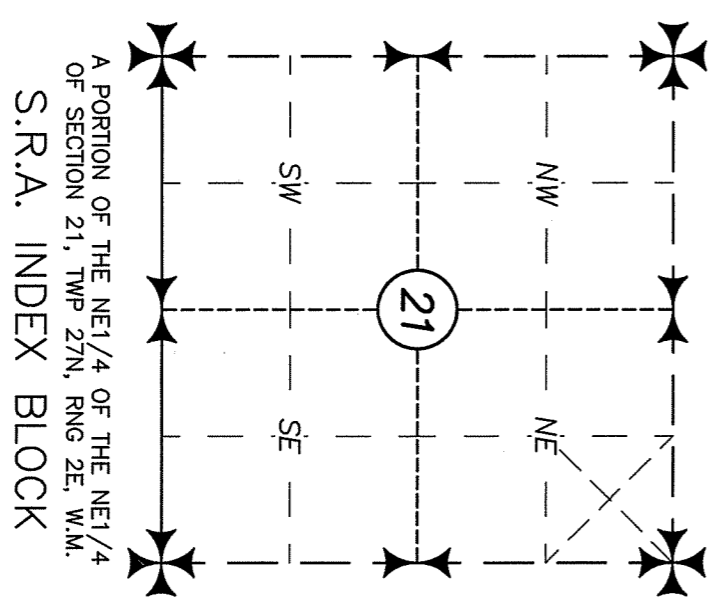 NW
NE
21
SW
SE
A PORTION OF THE NE1/4 OF THE NE1/4
OF SECTION 21, TWP 27N, RNG 2E, W.M.
S.R.A. INDEX BLOCK